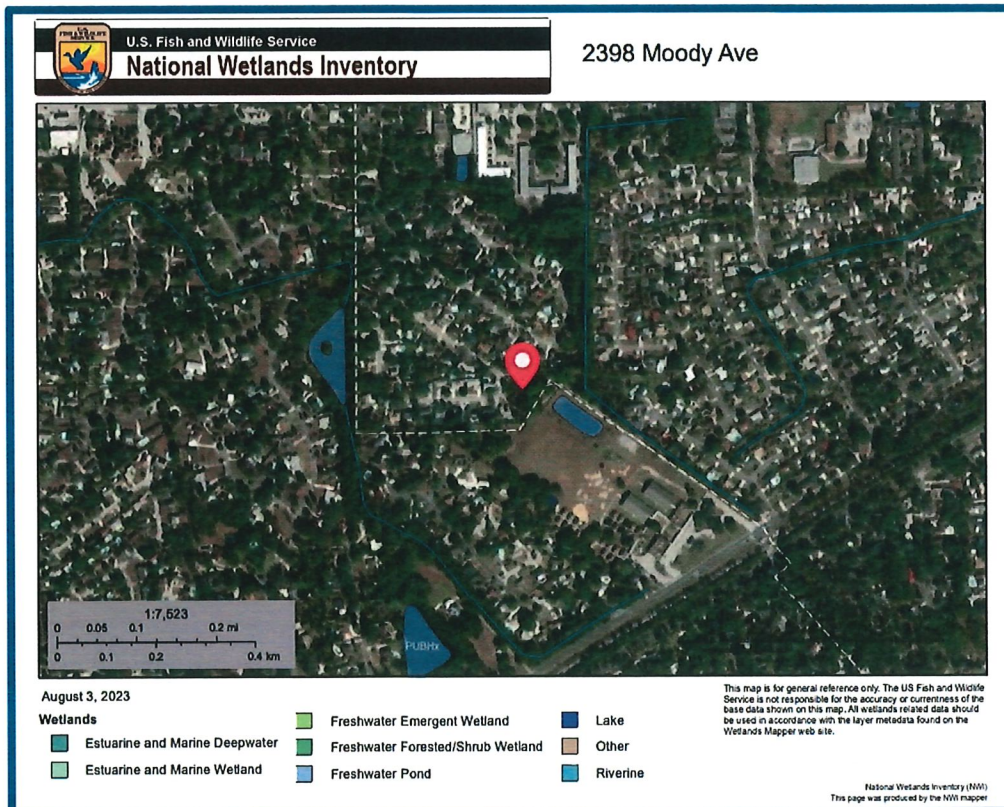 U.S.
FISH & WILDLIFE
SERVICE
U.S. Fish and Wildlife Service
National Wetlands Inventory
2398 Moody Ave
PUBHx
1:7,523
0 0.05 0.1 0.2 mi
0 0.1 0.2 0.4 km
August 3, 2023
Wetlands
Estuarine and Marine Deepwater
Estuarine and Marine Wetland
Freshwater Emergent Wetland
Freshwater Forested/Shrub Wetland
Freshwater Pond
Lake
Other
Riverine
This map is for general reference only. The US Fish and Wildlife
Service is not responsible for the accuracy or currentness of the
base data shown on this map. All wetlands related data should
be used in accordance with the layer metadata found on the
Wetlands Mapper web site.
National Wetlands Inventory (NWI)
This page was produced by the NWI mapper